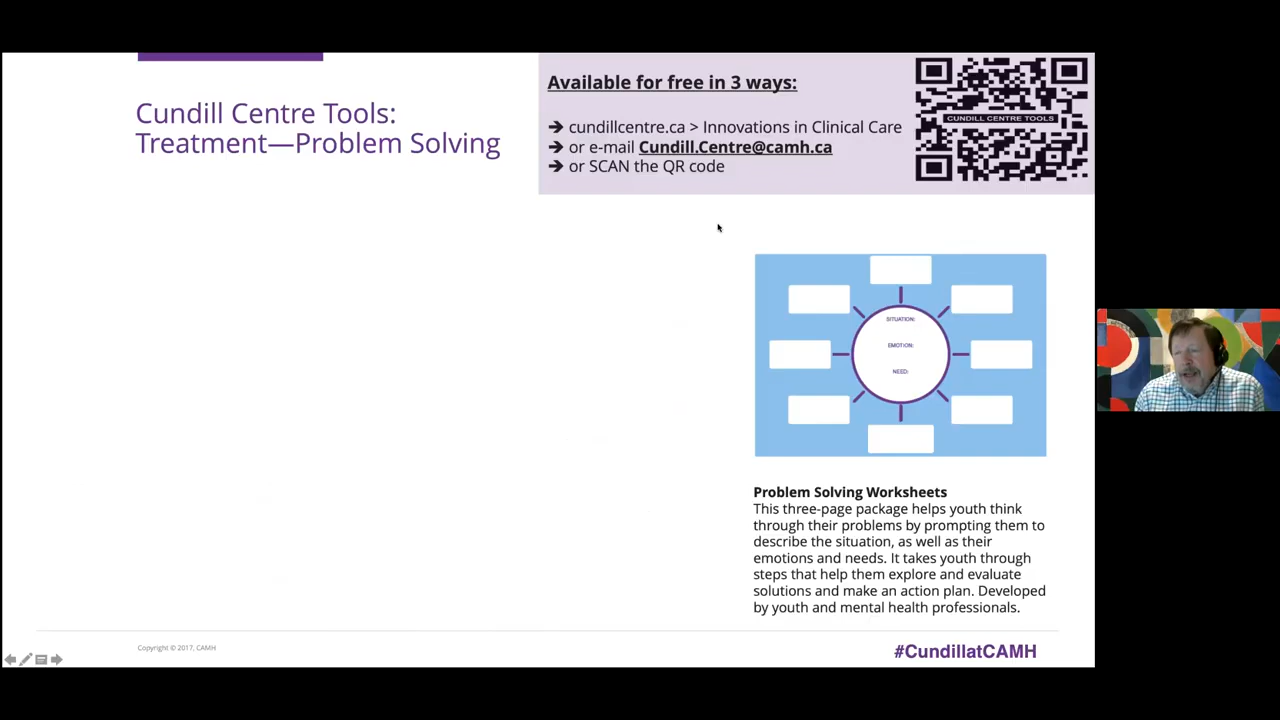 Cundill Centre Tools:
Treatment—Problem Solving
Available for free in 3 ways:
➔ cundillcentre.ca > Innovations in Clinical Care
➔ or e-mail Cundill.Centre@camh.ca
➔ or SCAN the QR code
CUNDILL CENTRE TOOLS
SITUATION:
EMOTION:
NEED:
Problem Solving Worksheets
This three-page package helps youth think
through their problems by prompting them to
describe the situation, as well as their
emotions and needs. It takes youth through
steps that help them explore and evaluate
solutions and make an action plan. Developed
by youth and mental health professionals.
Copyright © 2017, CAMH
#CundillatCAMH